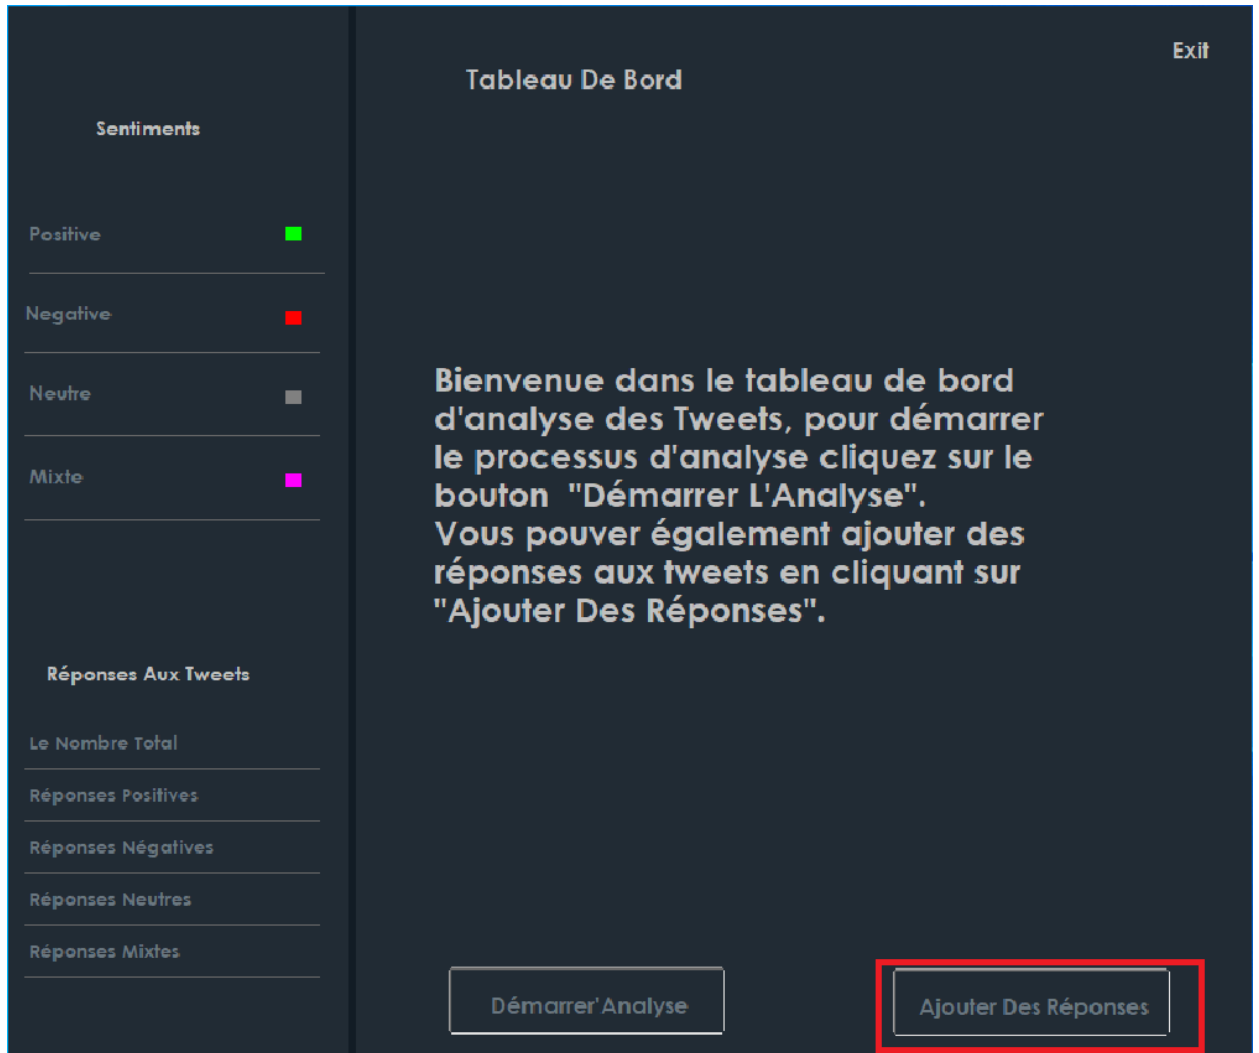 Exit
Tableau De Bord
Sentiments
Positive
Negative
Neutre
Mixte
Bienvenue dans le tableau de bord
d'analyse des Tweets, pour démarrer
le processus d'analyse cliquez sur le
bouton "Démarrer L'Analyse".
Vous pouver également ajouter des
réponses aux tweets en cliquant sur
"Ajouter Des Réponses".
Réponses Aux Tweets
Le Nombre Total
Réponses Positives
Réponses Négatives
Réponses Neutres
Réponses Mixtes
Démarrer'Analyse
Ajouter Des Réponses